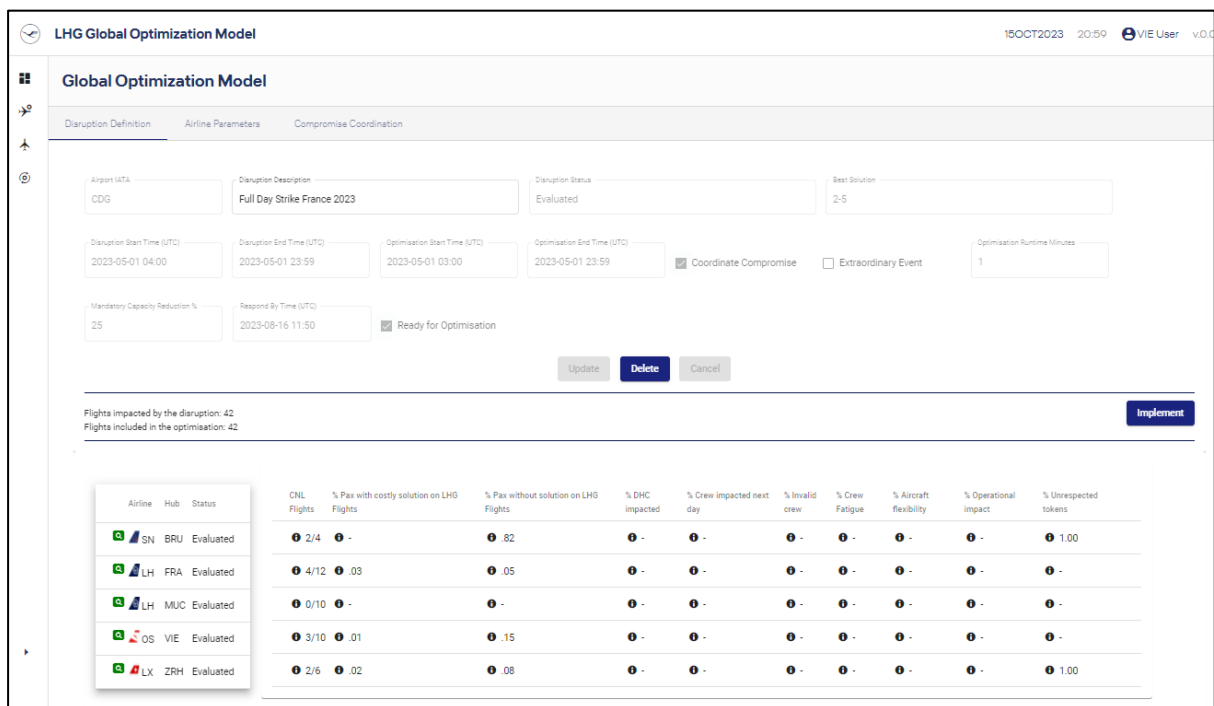 LHG Global Optimization Model 15OCT2023 20:59 VIE User v.0.0
Global Optimization Model
Disruption Definition Airline Parameters Compromise Coordination
Airport IATA Disruption Description Disruption Status Best Solution
CDG Full Day Strike France 2023 Evaluated 2-5
Disruption Start Time (UTC) Disruption End Time (UTC) Optimisation Start Time (UTC) Optimisation End Time (UTC) Optimisation Runtime Minutes
2023-05-01 04:00 2023-05-01 23:59 2023-05-01 03:00 2023-05-01 23:59 Coordinate Compromise Extraordinary Event 1
Mandatory Capacity Reduction % Respond By Time (UTC)
25 2023-08-16 11:50 Ready for Optimisation
Update Delete Cancel
Flights impacted by the disruption: 42
Flights included in the optimisation: 42
Implement
Airline Hub Status CNL % Pax with costly solution on LHG % Pax without solution on LHG % DHC % Crew impacted next % Invalid % Crew % Aircraft % Operational % Unrespected
Flights Flights Flights impacted day crew Fatigue flexibility impact tokens
SN BRU Evaluated 2/4 - .82 - - - - - - 1.00
LH FRA Evaluated 4/12 .03 .05 - - - - - - -
LH MUC Evaluated 0/10 - - - - - - - - -
OS VIE Evaluated 3/10 .01 .15 - - - - - - -
LX ZRH Evaluated 2/6 .02 .08 - - - - - - 1.00